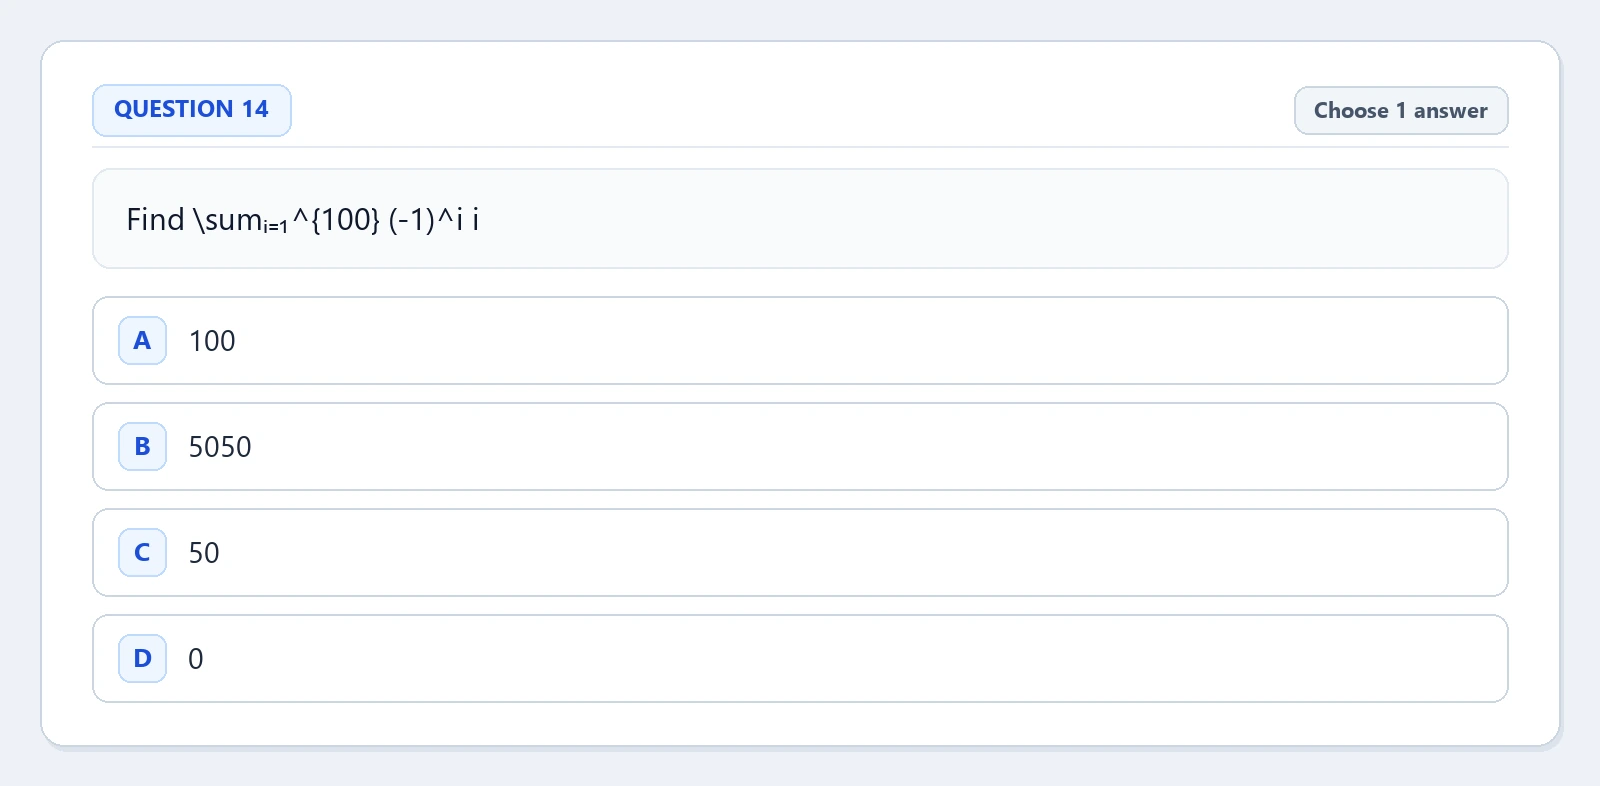 QUESTION 14
Choose 1 answer
Find \sumᵢ₌₁^{100} (-1)^i i
A 100
B 5050
C 50
D 0